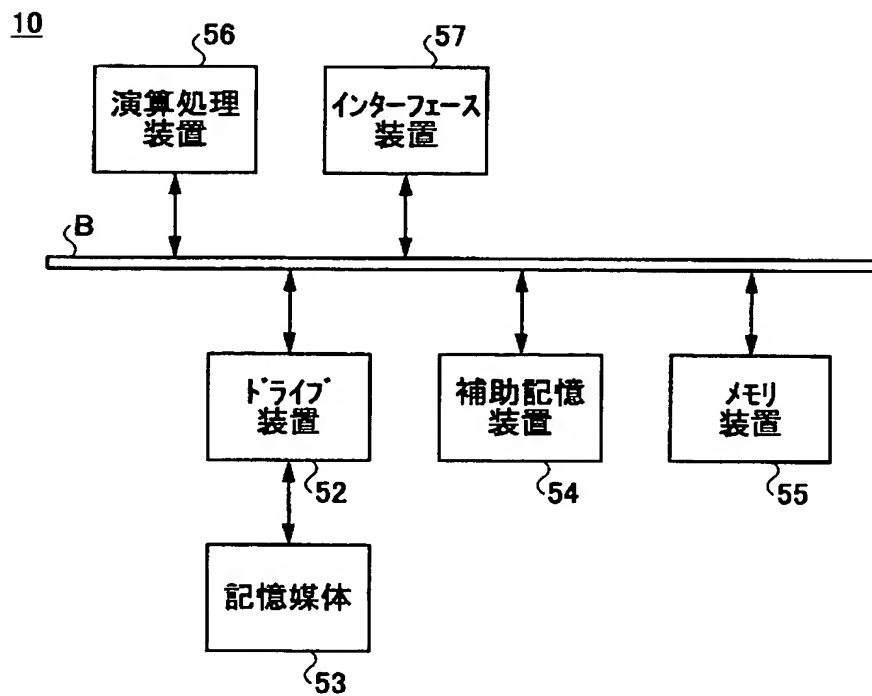 10
56
57
演算処理
装置
インターフェース
装置
B
ドライブ
装置
補助記憶
装置
メモリ
装置
52
54
55
記憶媒体
53